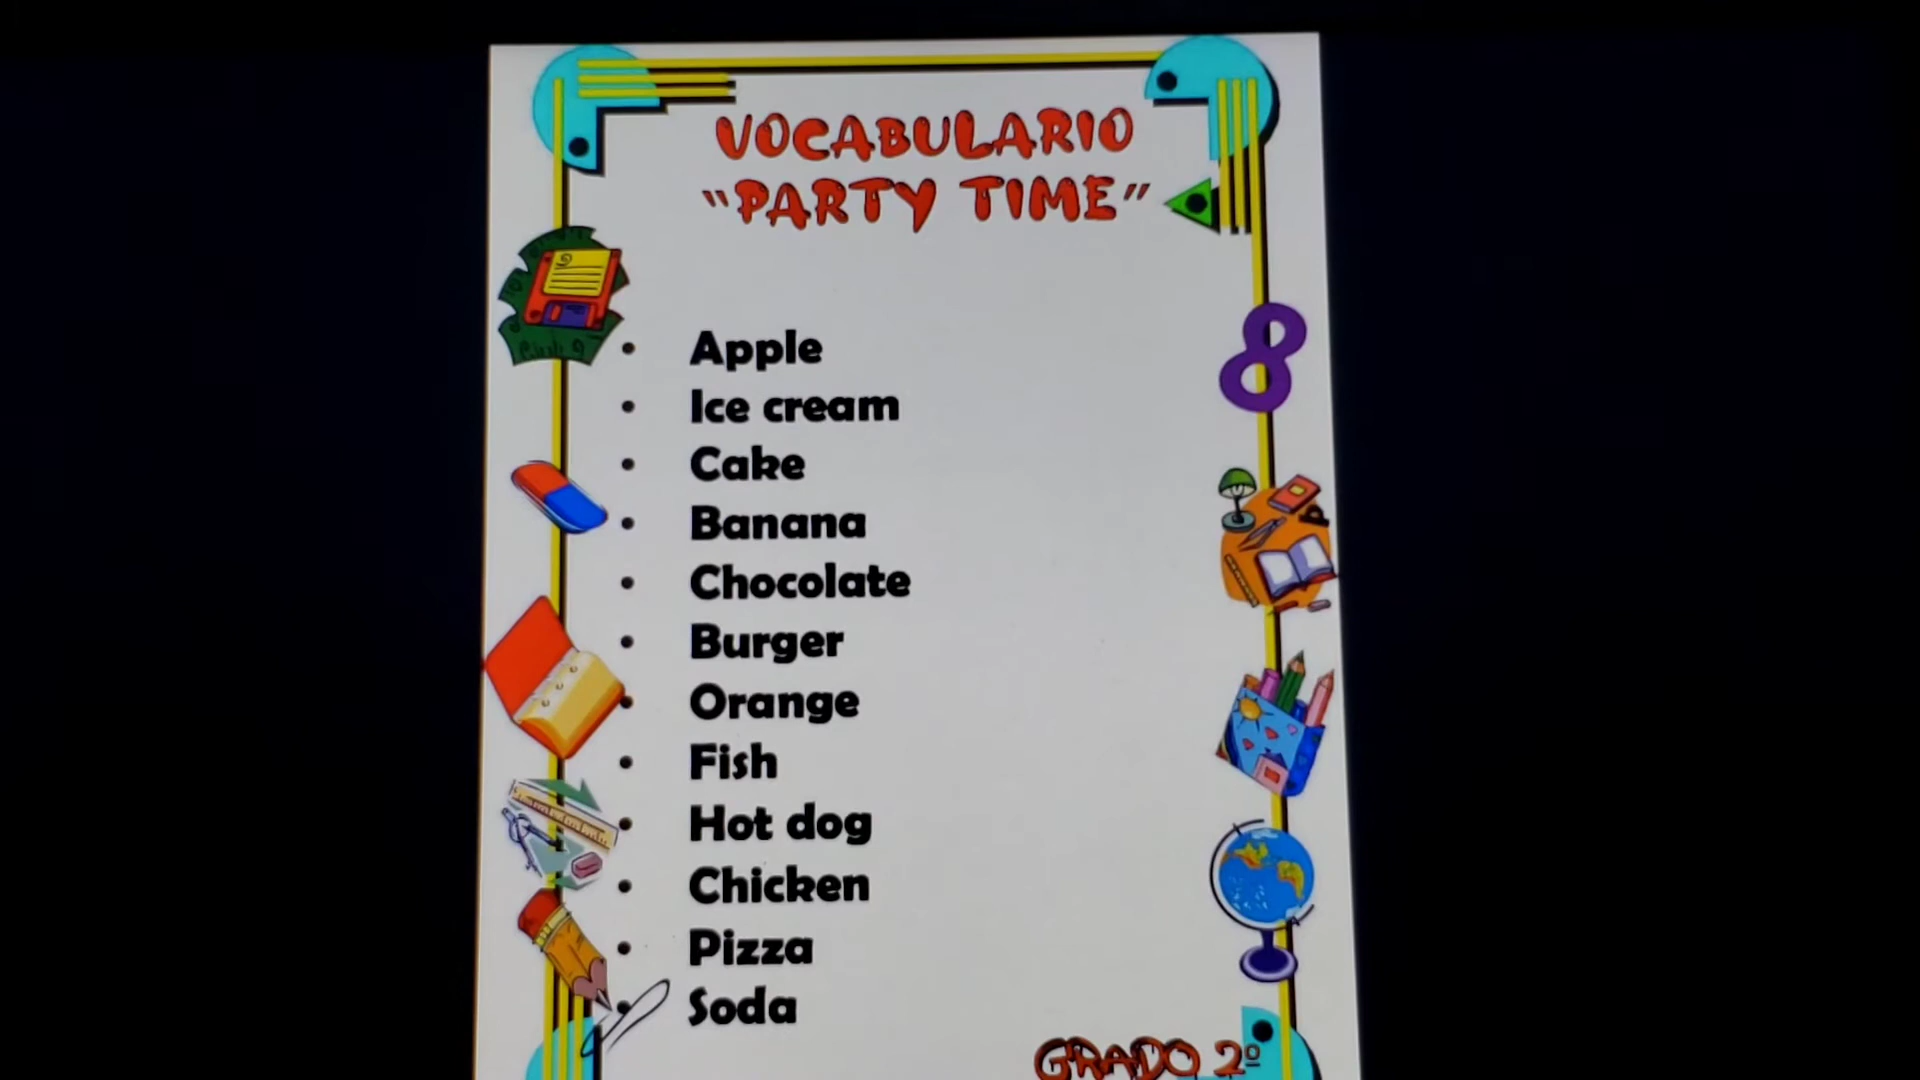 VOCABULARIO
"PARTY TIME"
8
• Apple
• Ice cream
• Cake
• Banana
• Chocolate
• Burger
• Orange
• Fish
• Hot dog
• Chicken
• Pizza
• Soda
GRADO 2º